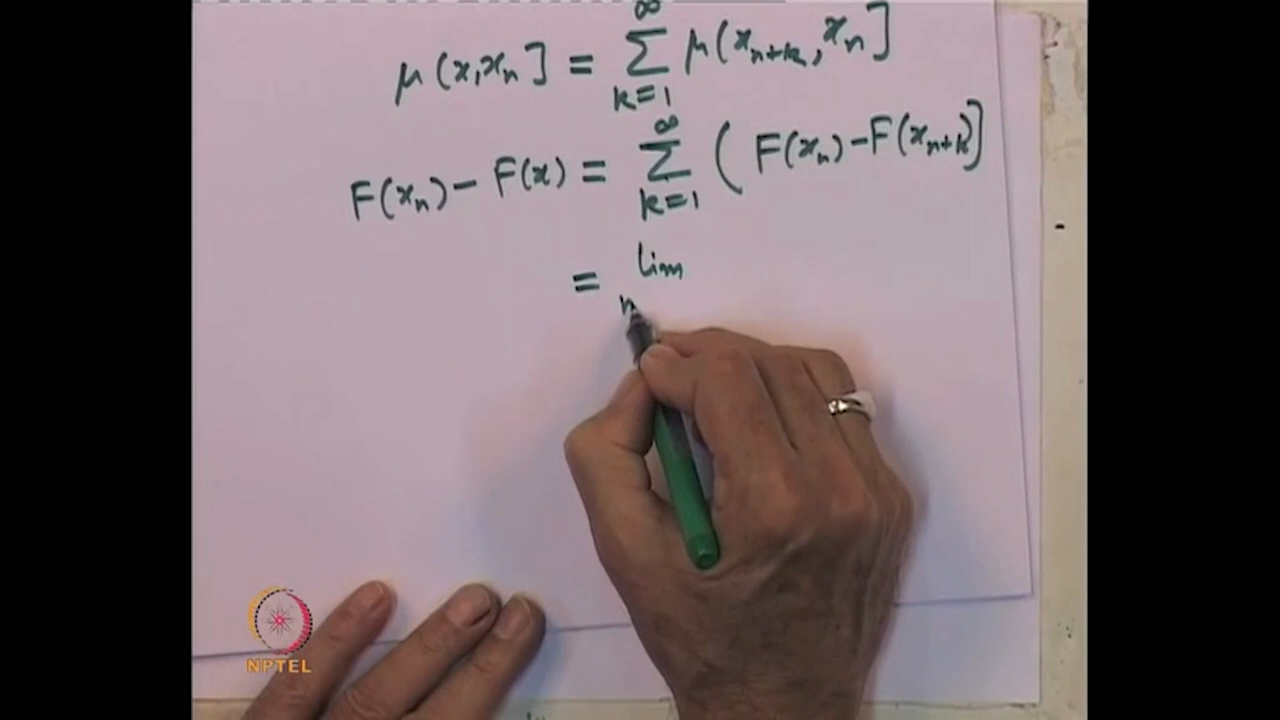 μ(x, xₙ] = ∑_{k=1}^{∞} μ(xₙ₊ₖ, xₙ]
F(xₙ) − F(x) = ∑_{k=1}^{∞} (F(xₙ) − F(xₙ₊ₖ)]
= lim n
NPTEL